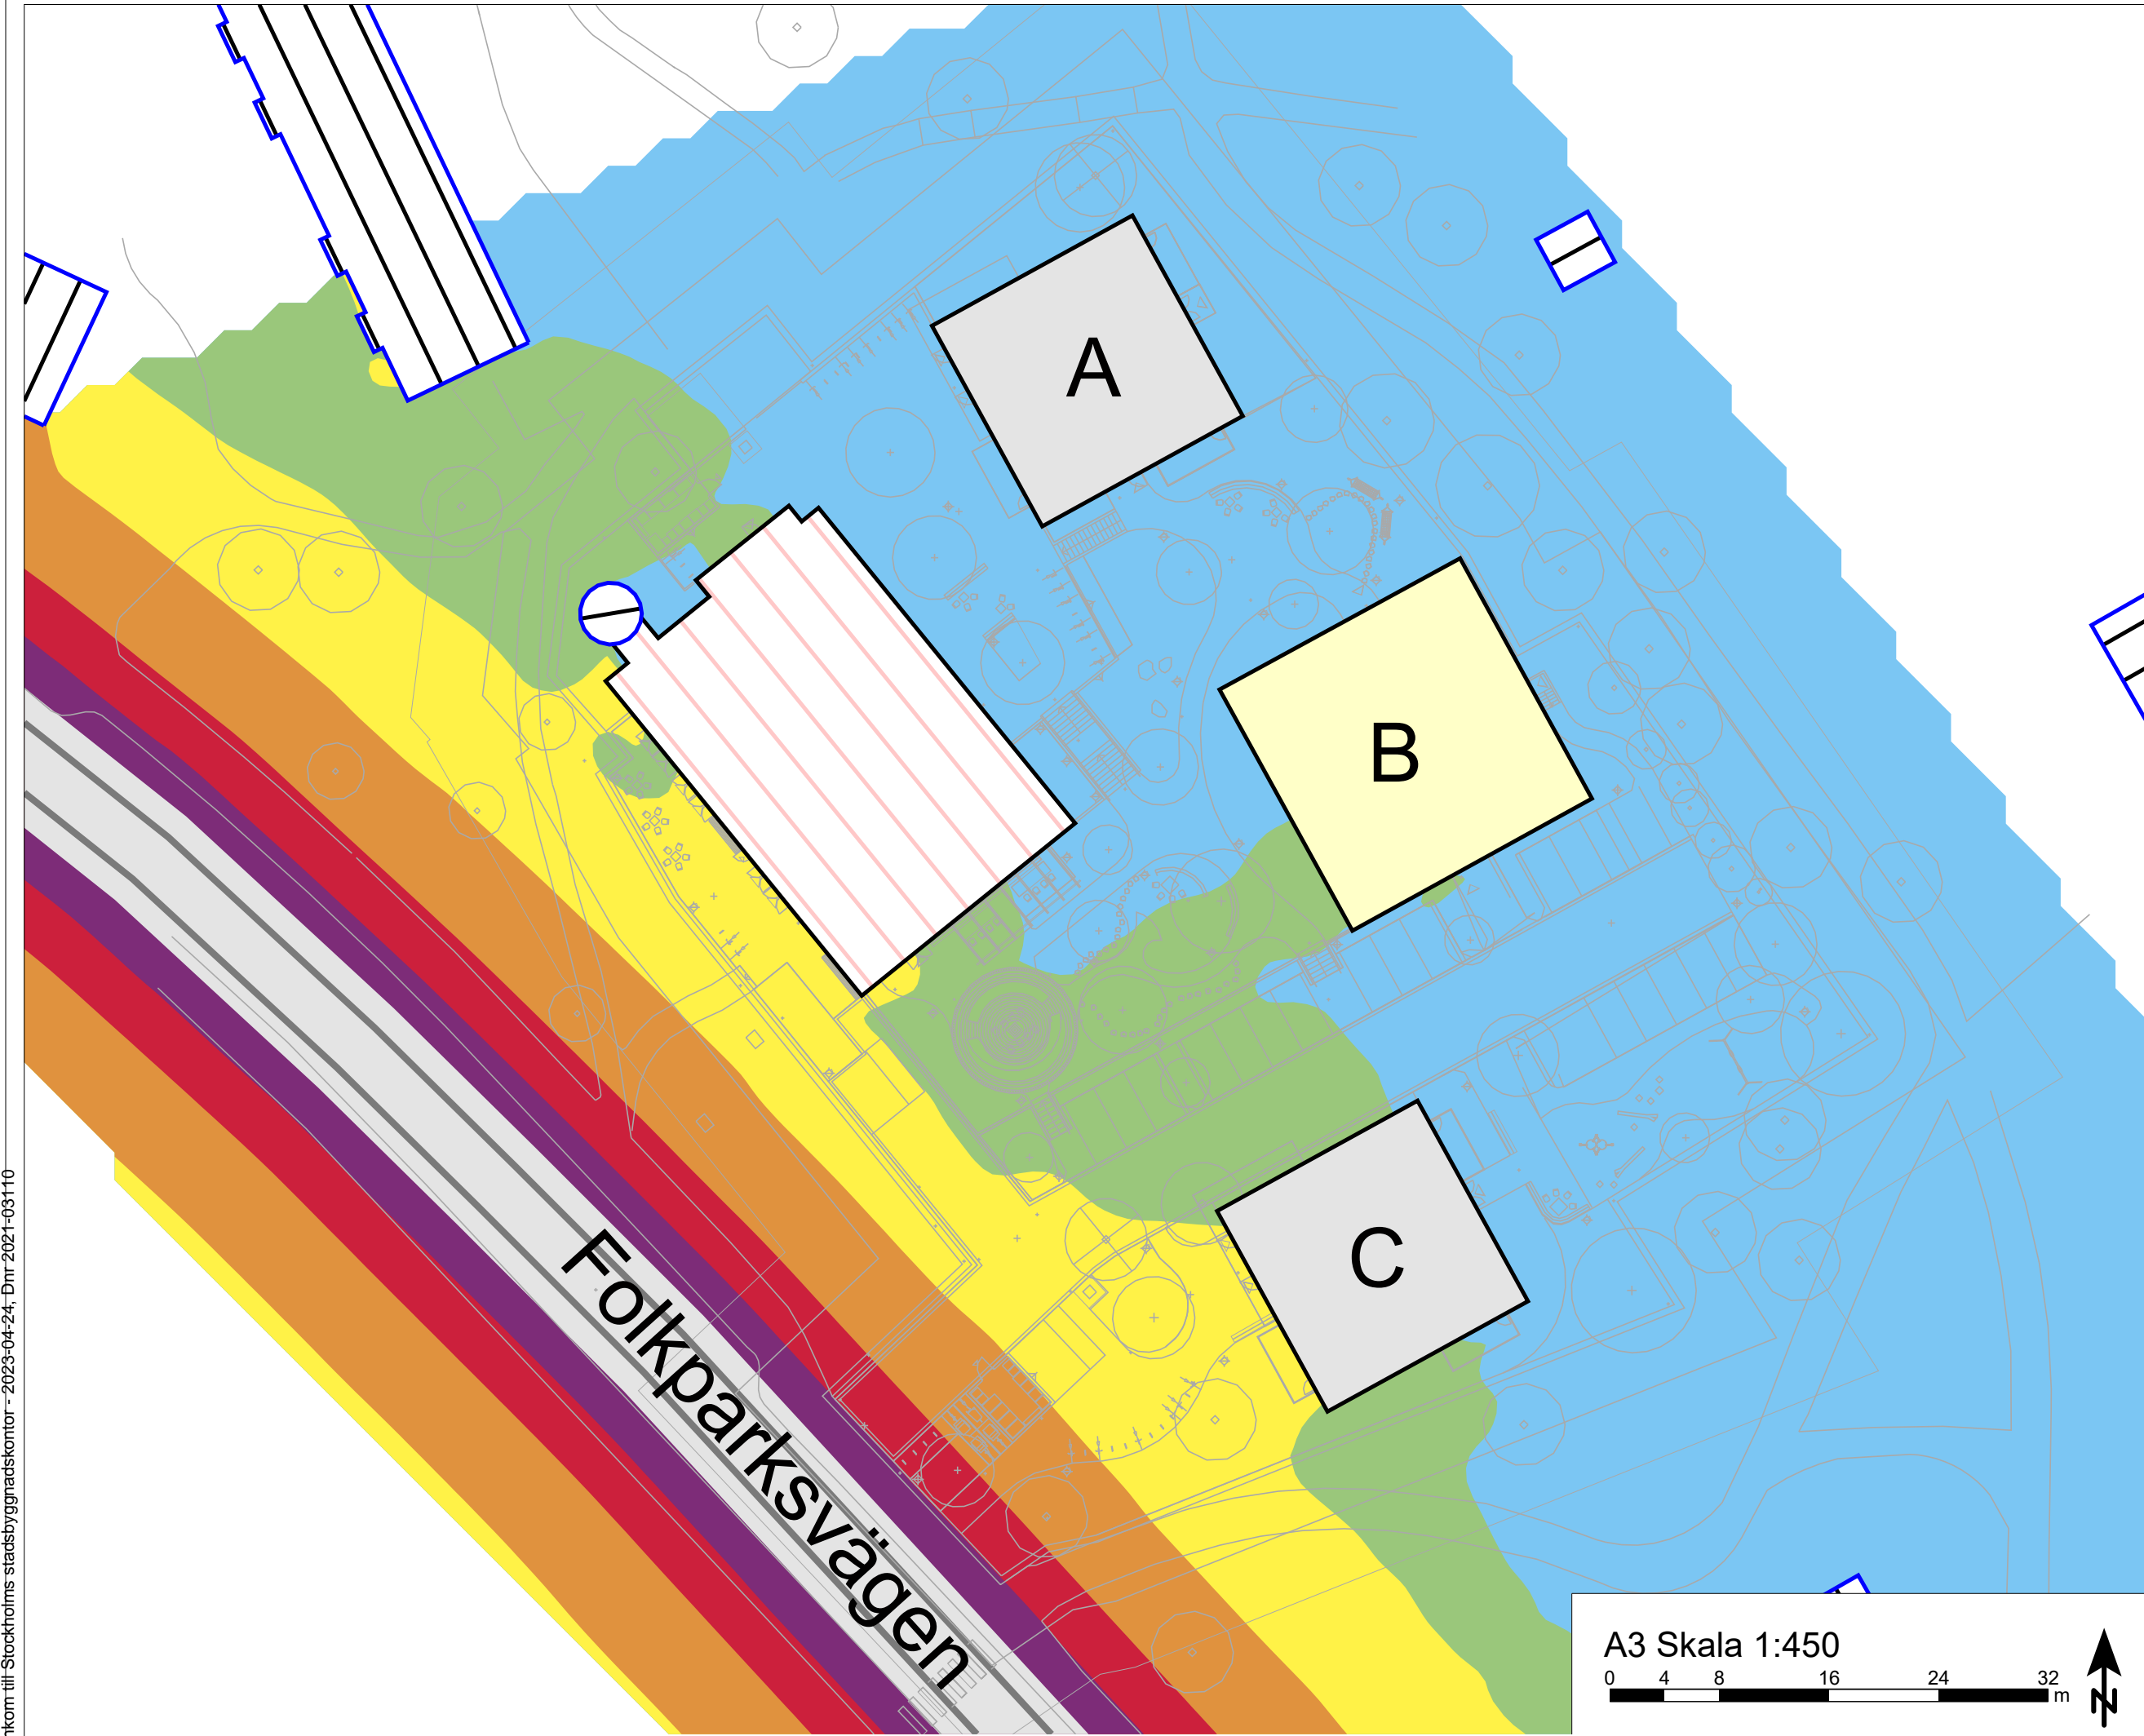 A
B
C
Folkparksvägen
nkom till Stockholms stadsbyggnadskontor - 2023-04-24, Dnr 2021-03110
A3 Skala 1:450
0 4 8 16 24 32
m
N